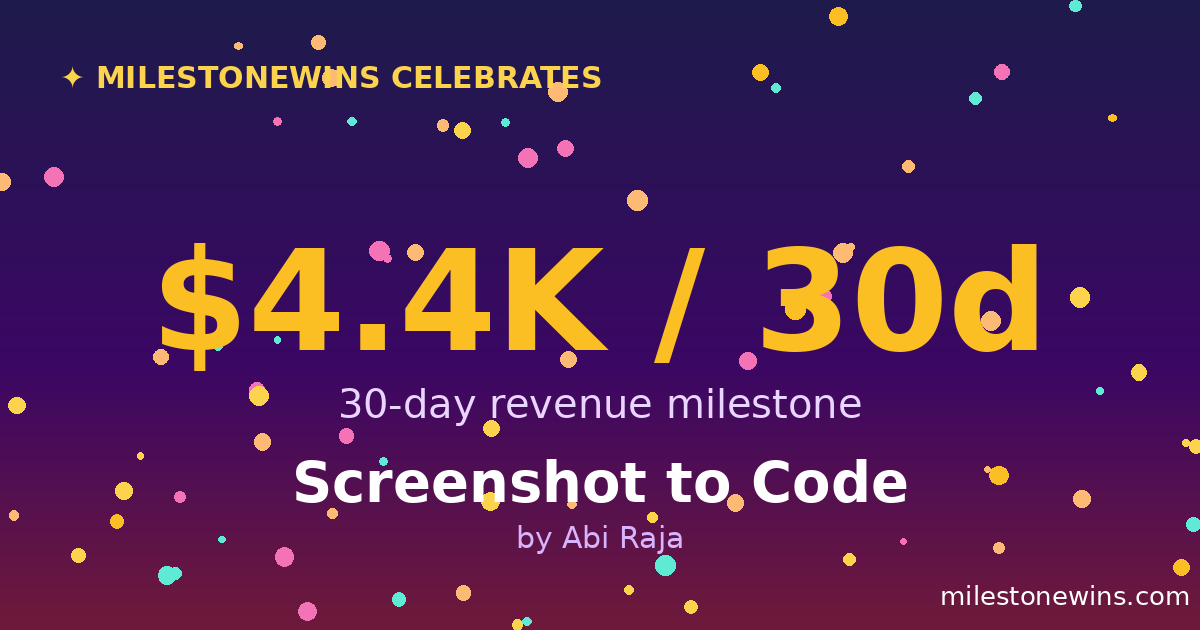 ✦ MILESTONEWINS CELEBRATES
$4.4K / 30d
30-day revenue milestone
Screenshot to Code
by Abi Raja
milestonewins.com